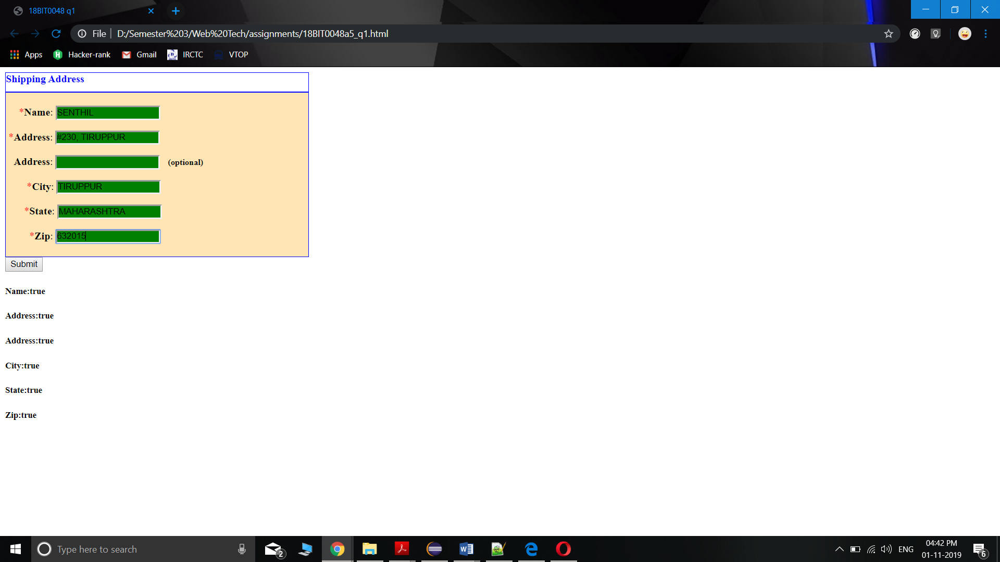 18BIT0048 q1
File | D:/Semester%203/Web%20Tech/assignments/18BIT0048a5_q1.html
Apps Hacker-rank Gmail IRCTC VTOP
Shipping Address
*Name: SENTHIL
*Address: #230, TIRUPPUR
Address: (optional)
*City: TIRUPPUR
*State: MAHARASHTRA
*Zip: 632015
Submit
Name:true
Address:true
Address:true
City:true
State:true
Zip:true
Type here to search 2 ENG 04:42 PM
01-11-2019 6